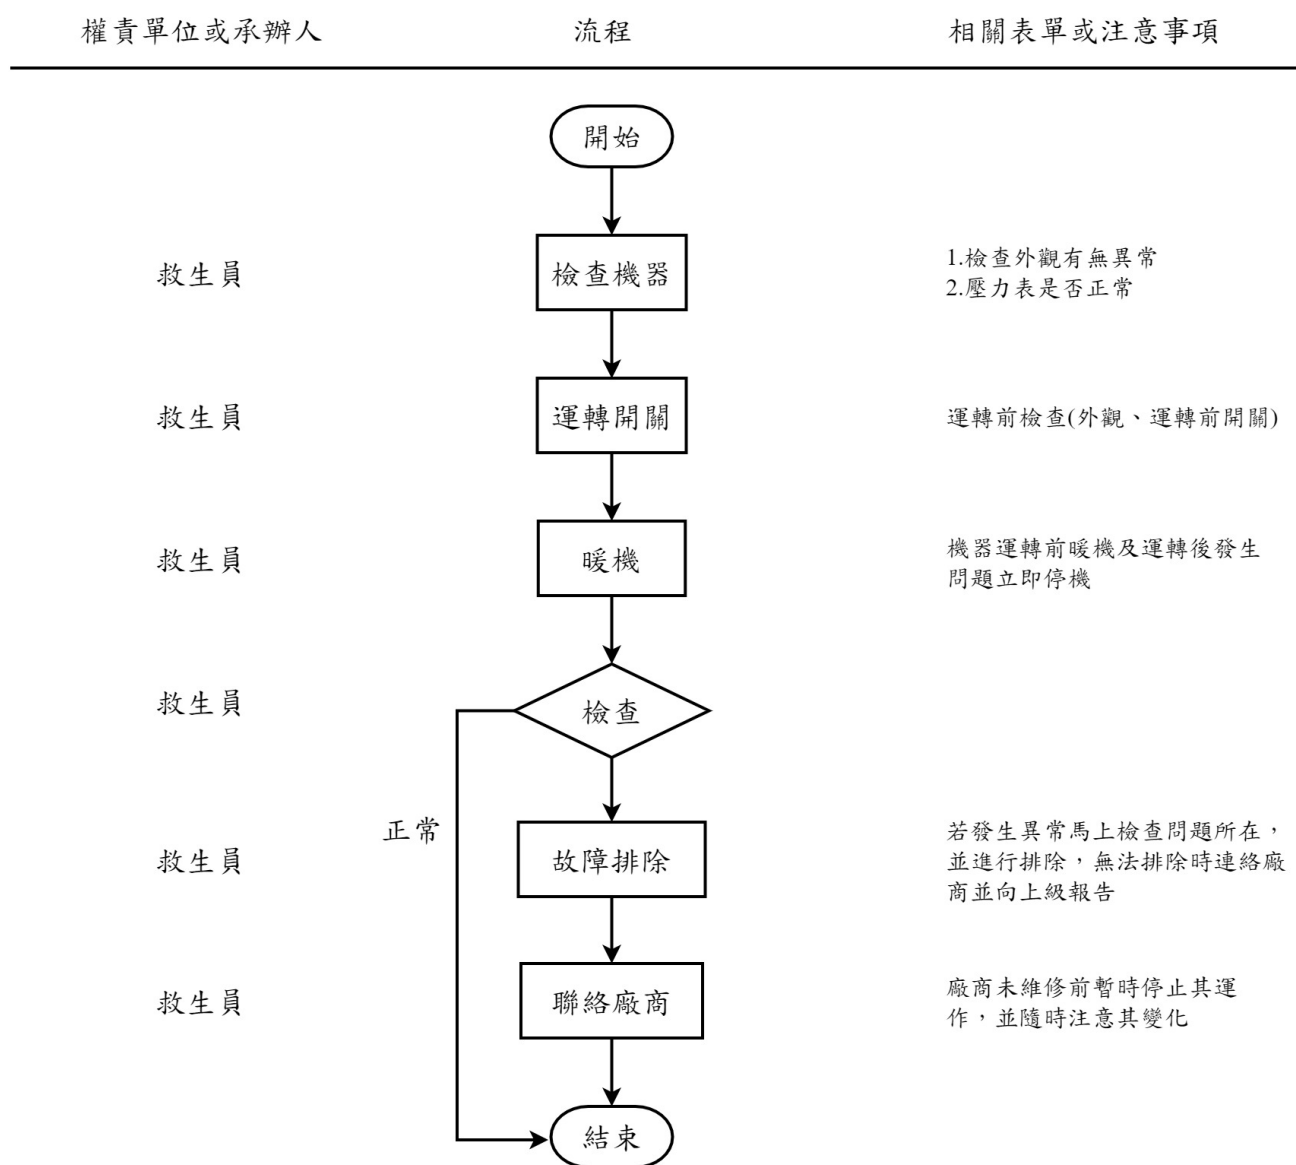 權責單位或承辦人 流程 相關表單或注意事項
開始
救生員 檢查機器 1.檢查外觀有無異常
2.壓力表是否正常
救生員 運轉開關 運轉前檢查(外觀、運轉前開關)
救生員 暖機 機器運轉前暖機及運轉後發生
問題立即停機
救生員 檢查
正常
救生員 故障排除 若發生異常馬上檢查問題所在，
並進行排除，無法排除時連絡廠
商並向上級報告
救生員 聯絡廠商 廠商未維修前暫時停止其運
作，並隨時注意其變化
結束